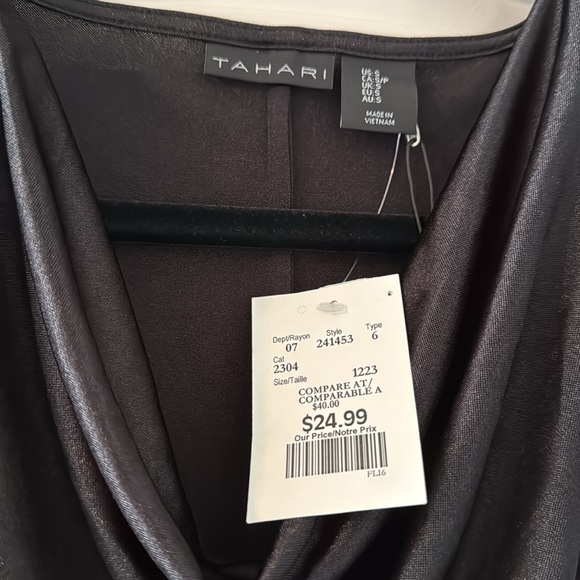 TAHARI
US:S
CA:S/P
UK:S
EU:S
AU:S
MADE IN
VIETNAM
Dept/Rayon Style Type
07 241453 6
Cat
2304
Size/Taille 1223
COMPARE AT/
COMPARABLE A
$40.00
$24.99
Our Price/Notre Prix
FL16